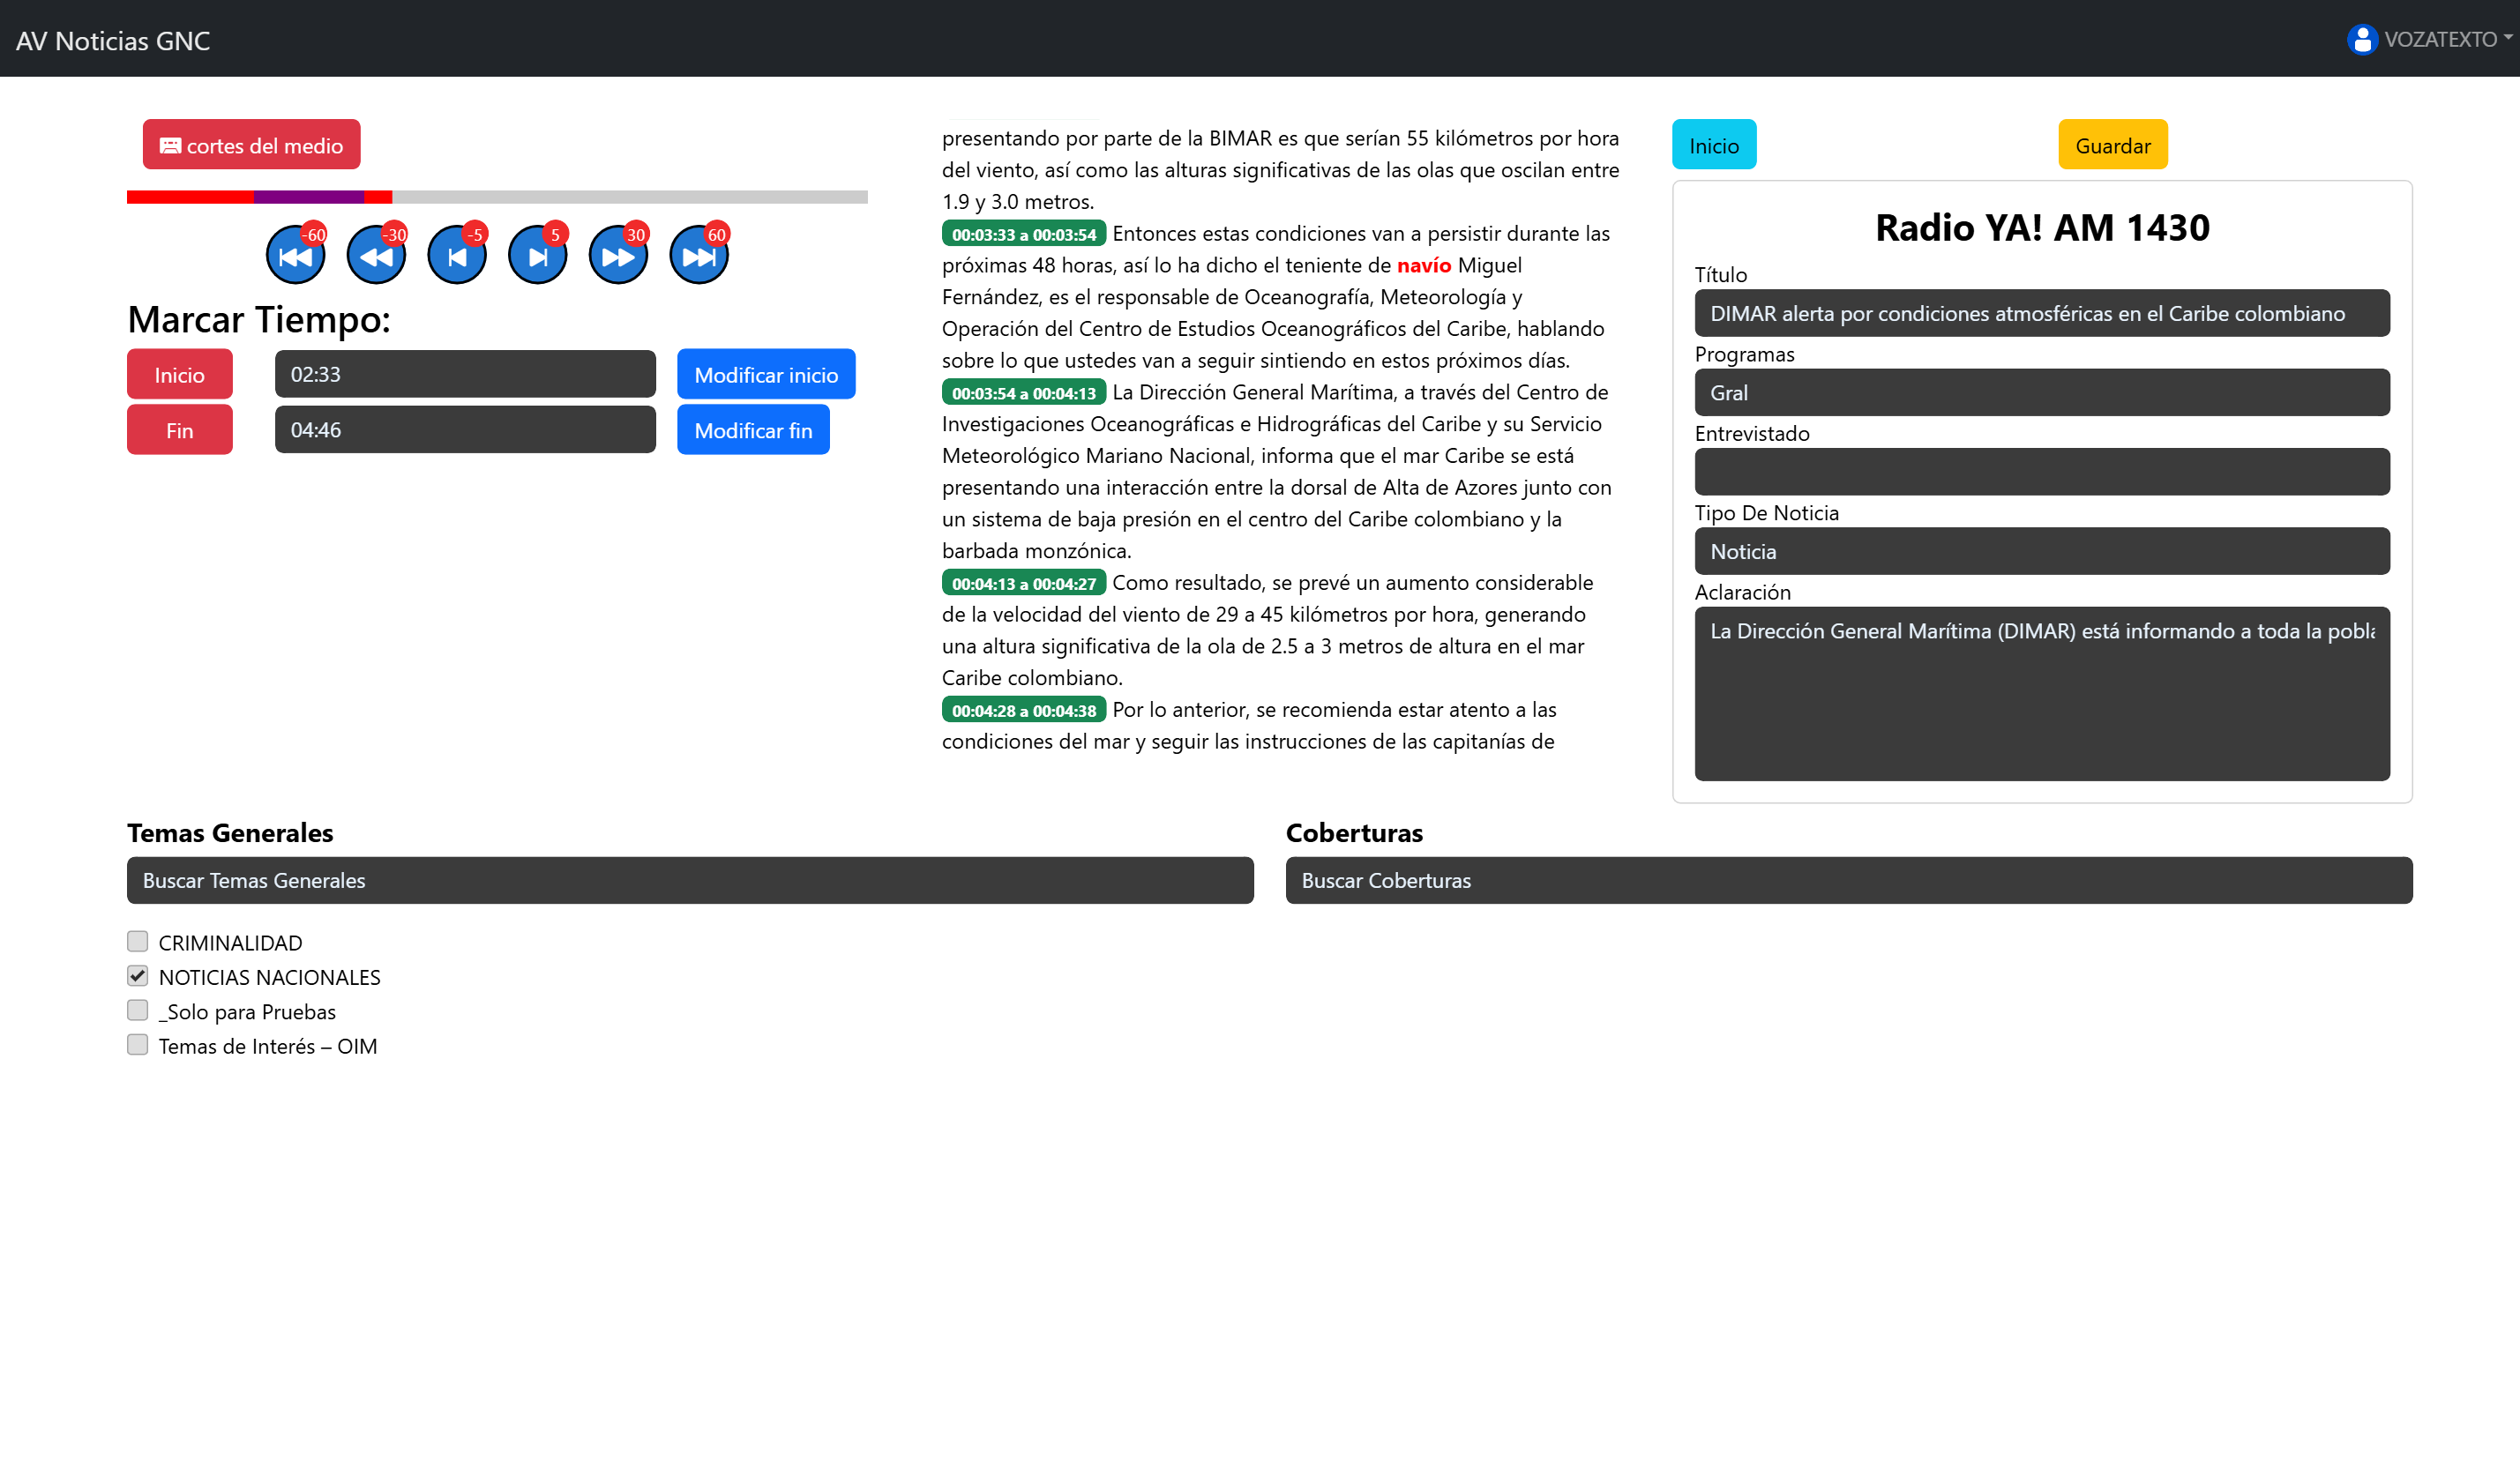 AV Noticias GNC
VOZATEXTO
cortes del medio
-60
-30
-5
5
30
60
Marcar Tiempo:
Inicio
02:33
Modificar inicio
Fin
04:46
Modificar fin
presentando por parte de la BIMAR es que serían 55 kilómetros por hora
del viento, así como las alturas significativas de las olas que oscilan entre
1.9 y 3.0 metros.
00:03:33 a 00:03:54 Entonces estas condiciones van a persistir durante las
próximas 48 horas, así lo ha dicho el teniente de navío Miguel
Fernández, es el responsable de Oceanografía, Meteorología y
Operación del Centro de Estudios Oceanográficos del Caribe, hablando
sobre lo que ustedes van a seguir sintiendo en estos próximos días.
00:03:54 a 00:04:13 La Dirección General Marítima, a través del Centro de
Investigaciones Oceanográficas e Hidrográficas del Caribe y su Servicio
Meteorológico Mariano Nacional, informa que el mar Caribe se está
presentando una interacción entre la dorsal de Alta de Azores junto con
un sistema de baja presión en el centro del Caribe colombiano y la
barbada monzónica.
00:04:13 a 00:04:27 Como resultado, se prevé un aumento considerable
de la velocidad del viento de 29 a 45 kilómetros por hora, generando
una altura significativa de la ola de 2.5 a 3 metros de altura en el mar
Caribe colombiano.
00:04:28 a 00:04:38 Por lo anterior, se recomienda estar atento a las
condiciones del mar y seguir las instrucciones de las capitanías de
Inicio
Guardar
Radio YA! AM 1430
Título
DIMAR alerta por condiciones atmosféricas en el Caribe colombiano
Programas
Gral
Entrevistado
Tipo De Noticia
Noticia
Aclaración
La Dirección General Marítima (DIMAR) está informando a toda la pobla
Temas Generales
Buscar Temas Generales
CRIMINALIDAD
NOTICIAS NACIONALES
_Solo para Pruebas
Temas de Interés – OIM
Coberturas
Buscar Coberturas